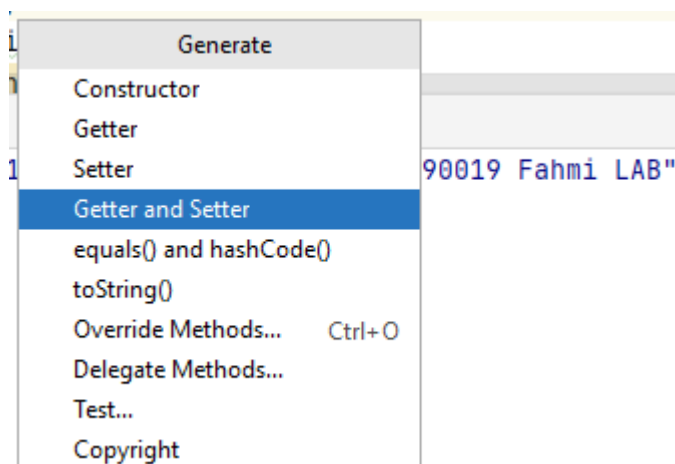 Generate
Constructor
Getter
Setter
90019 Fahmi LAB"
Getter and Setter
equals() and hashCode()
toString()
Override Methods... Ctrl+O
Delegate Methods...
Test...
Copyright